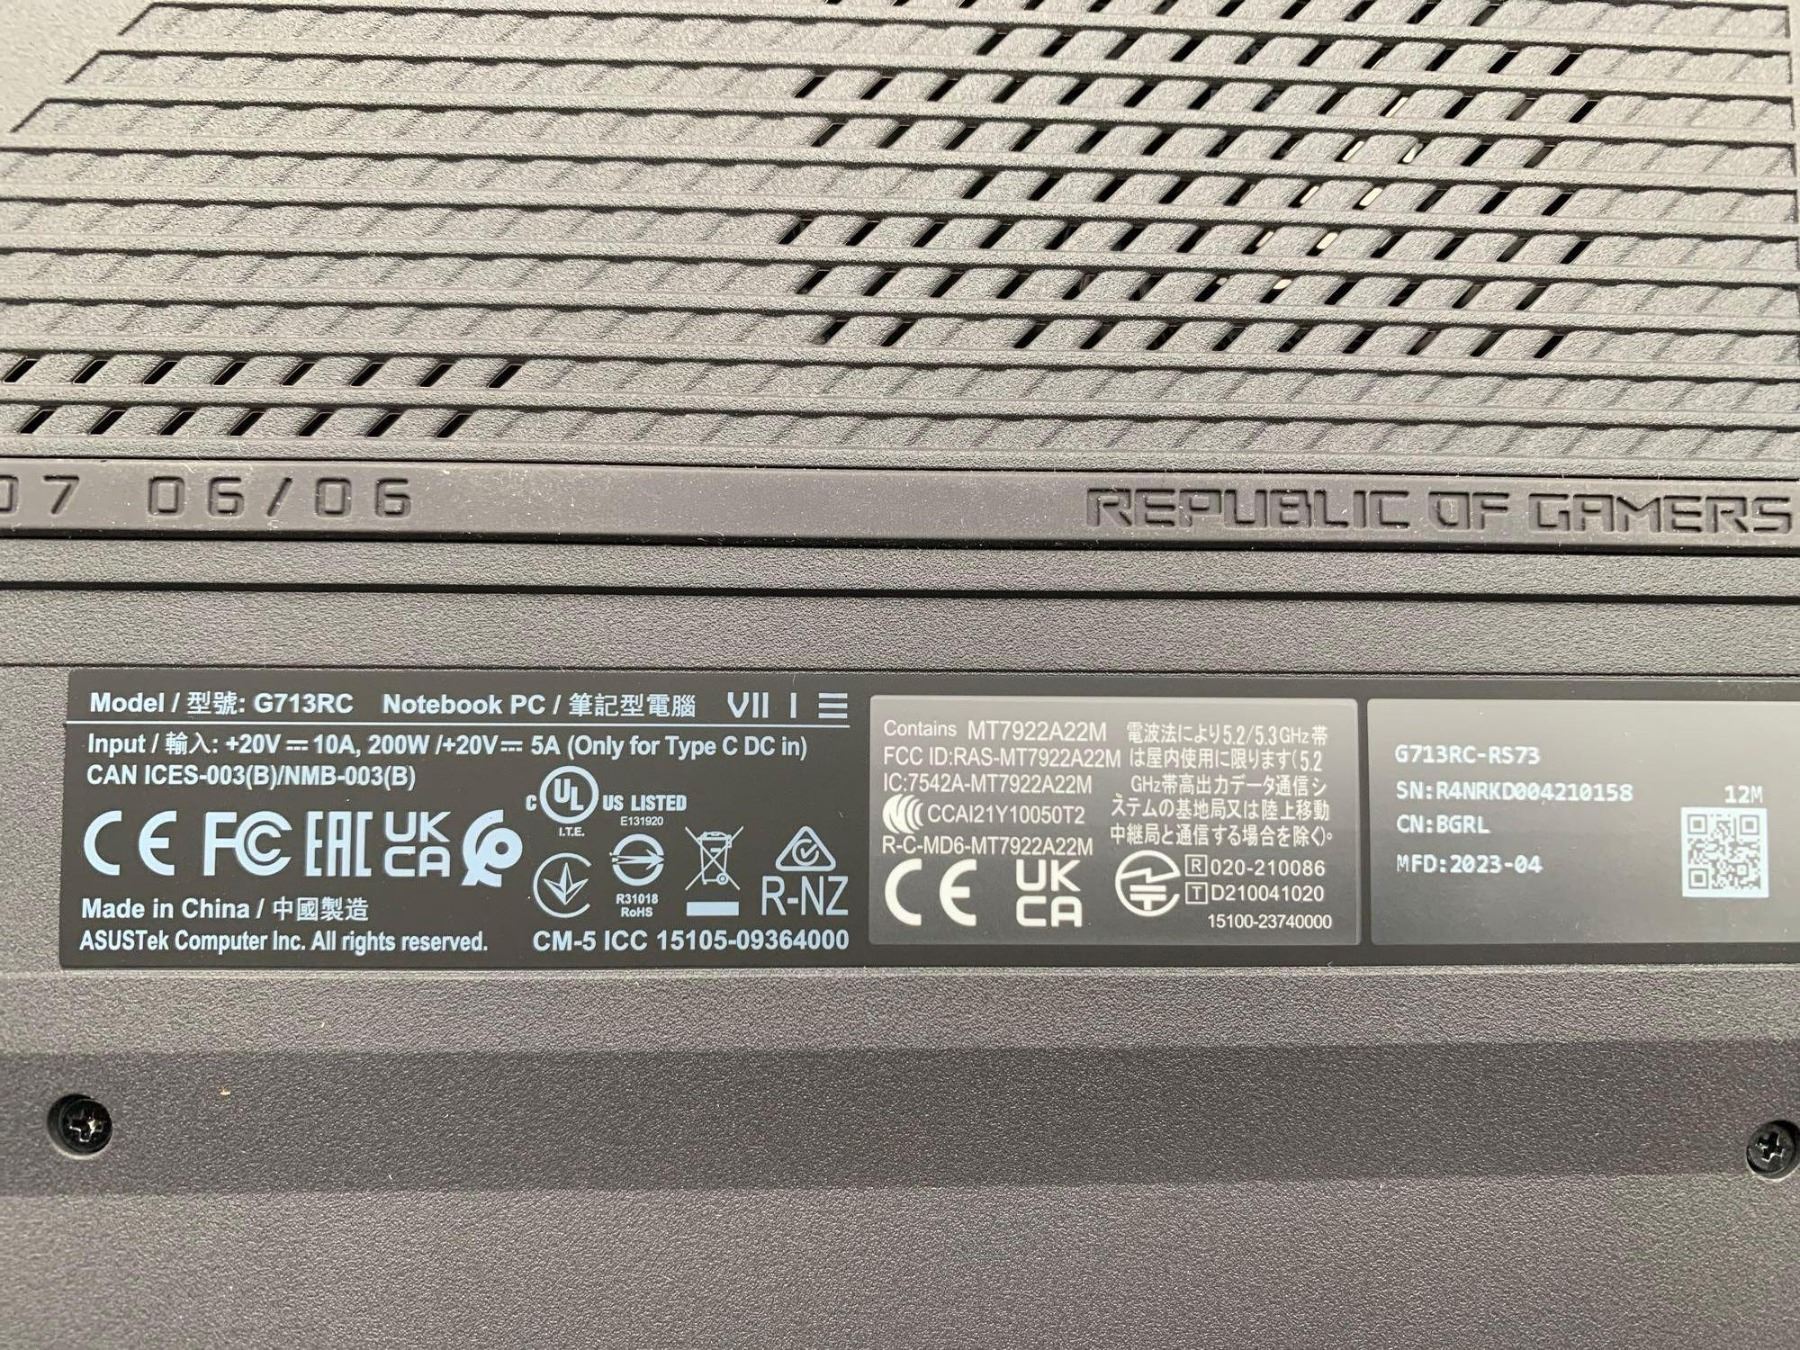 07 06/06
REPUBLIC OF GAMERS
Model / 型號: G713RC Notebook PC / 筆記型電腦
Input / 輸入: +20V⎓10A, 200W /+20V⎓ 5A (Only for Type C DC in)
CAN ICES-003(B)/NMB-003(B)
C UL US LISTED
I.T.E.
E131920
CE FC EAC UK
CA
R31018
RoHS
R-NZ
Made in China / 中國製造
ASUSTek Computer Inc. All rights reserved.
CM-5 ICC 15105-09364000
Contains MT7922A22M
FCC ID:RAS-MT7922A22M
IC:7542A-MT7922A22M
CCAI21Y10050T2
R-C-MD6-MT7922A22M
CE UK
CA
電波法により5.2/5.3GHz帯
は屋内使用に限ります(5.2
GHz帯高出力データ通信シ
ステムの基地局又は陸上移動
中継局と通信する場合を除く)。
R 020-210086
T D210041020
15100-23740000
G713RC-RS73
SN:R4NRKD004210158
12M
CN:BGRL
MFD:2023-04